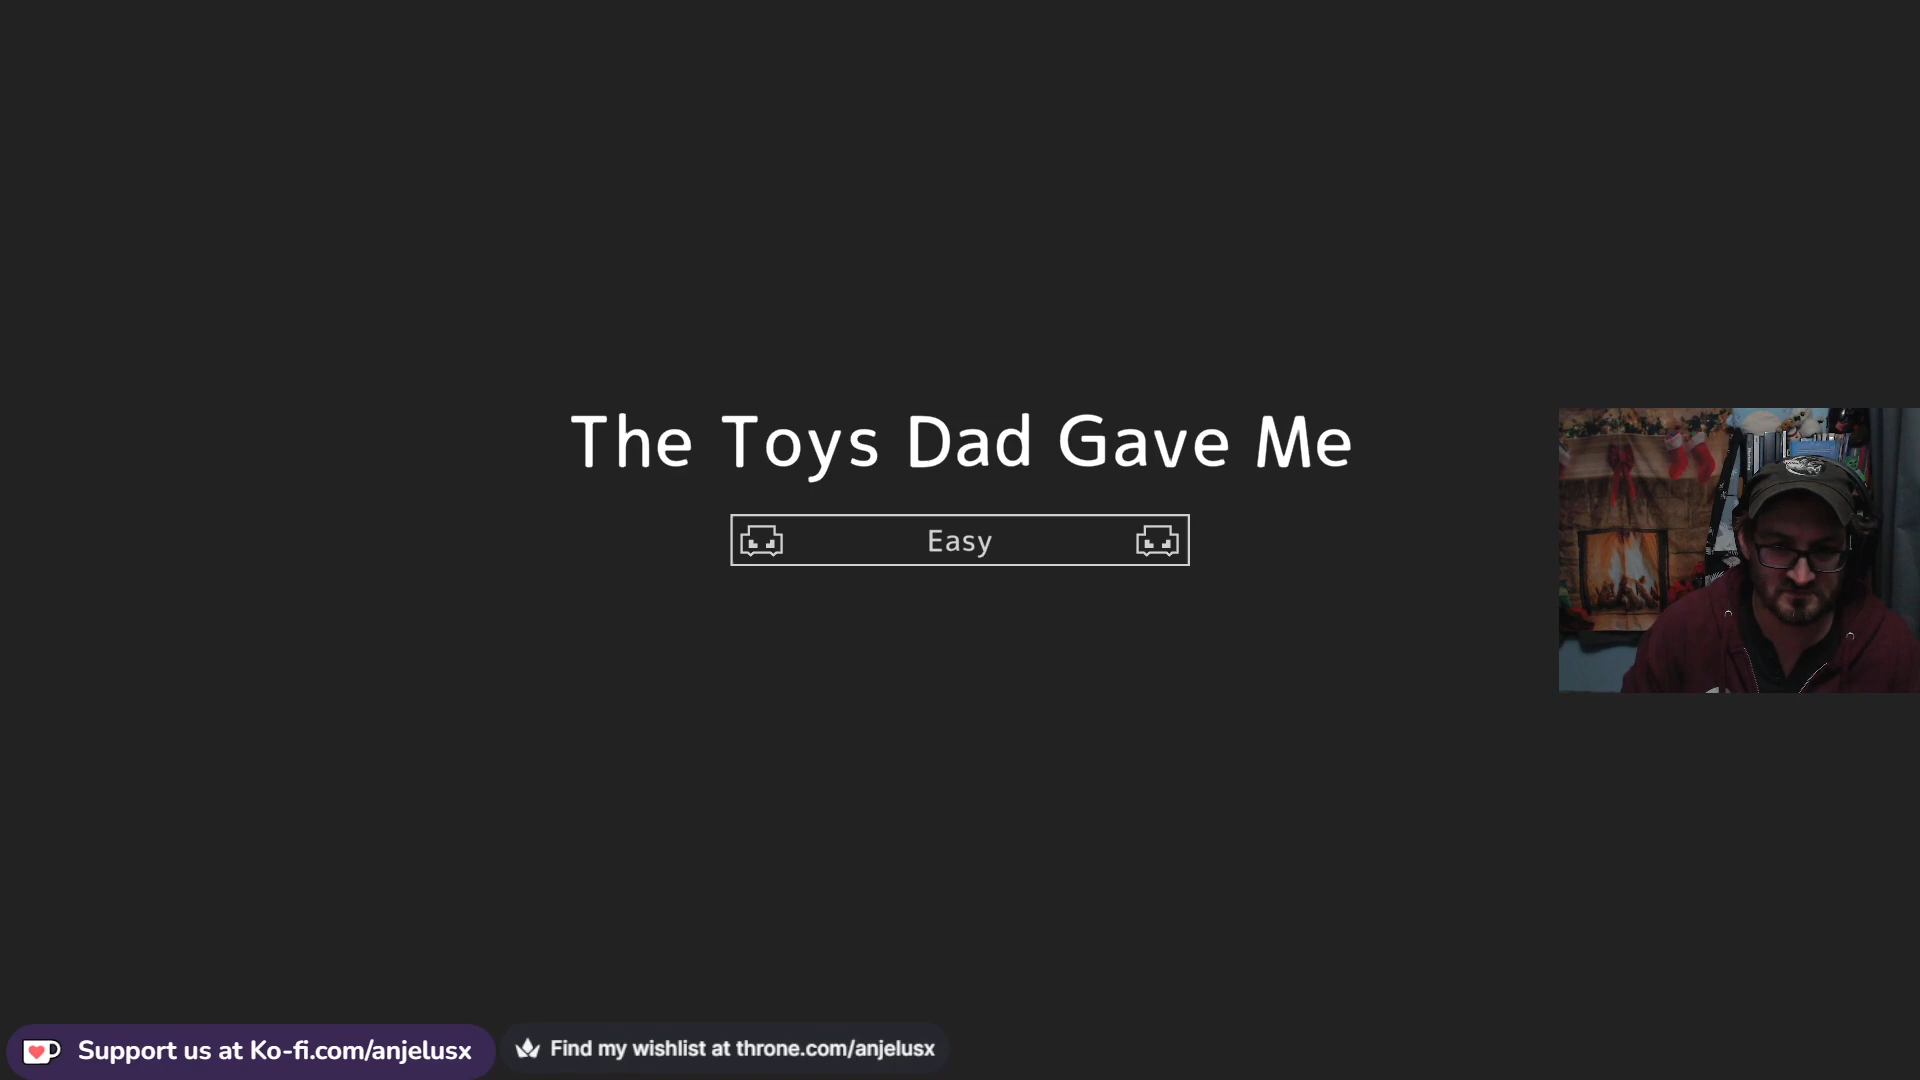 The Toys Dad Gave Me
Easy
Support us at Ko-fi.com/anjelusx
Find my wishlist at throne.com/anjelusx